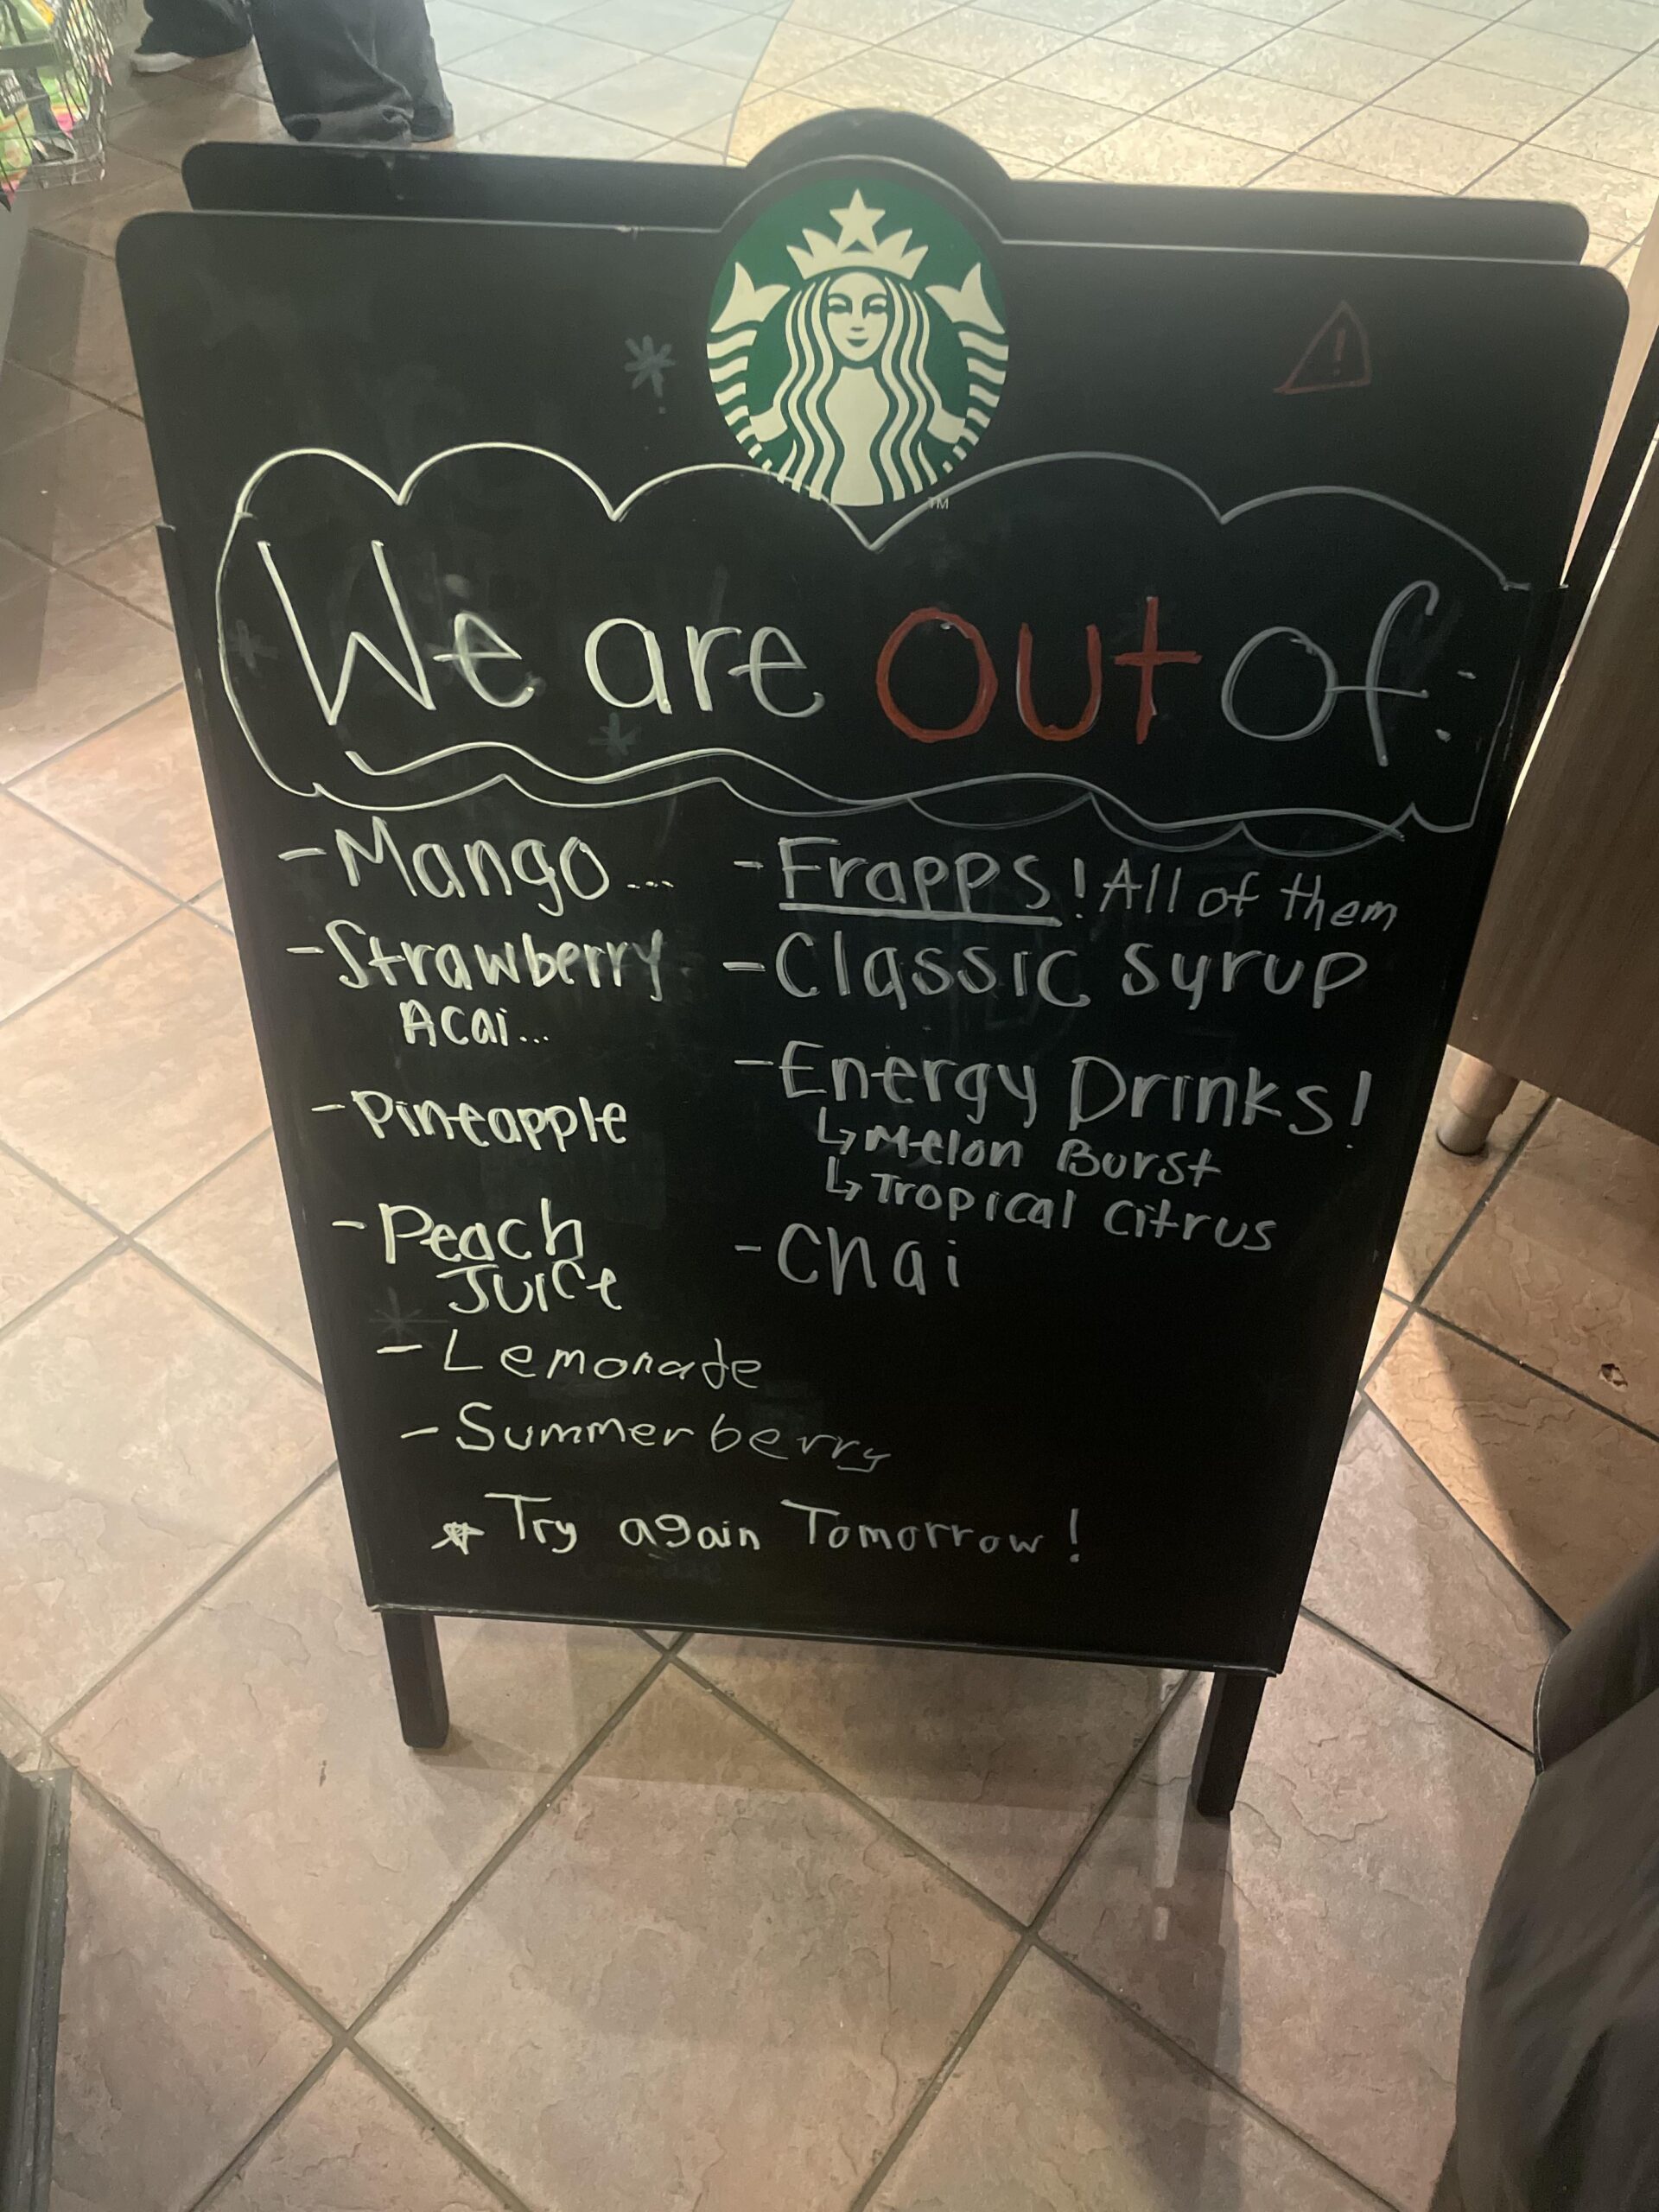 TM
We are out of:
- Mango...
- Strawberry
Acai...
- Pineapple
- Peach
Juice
- Lemonade
- Summerberry
- Frapps! All of them
- Classic Syrup
- Energy Drinks!
↳ Melon Burst
↳ Tropical Citrus
- Chai
* Try again Tomorrow!